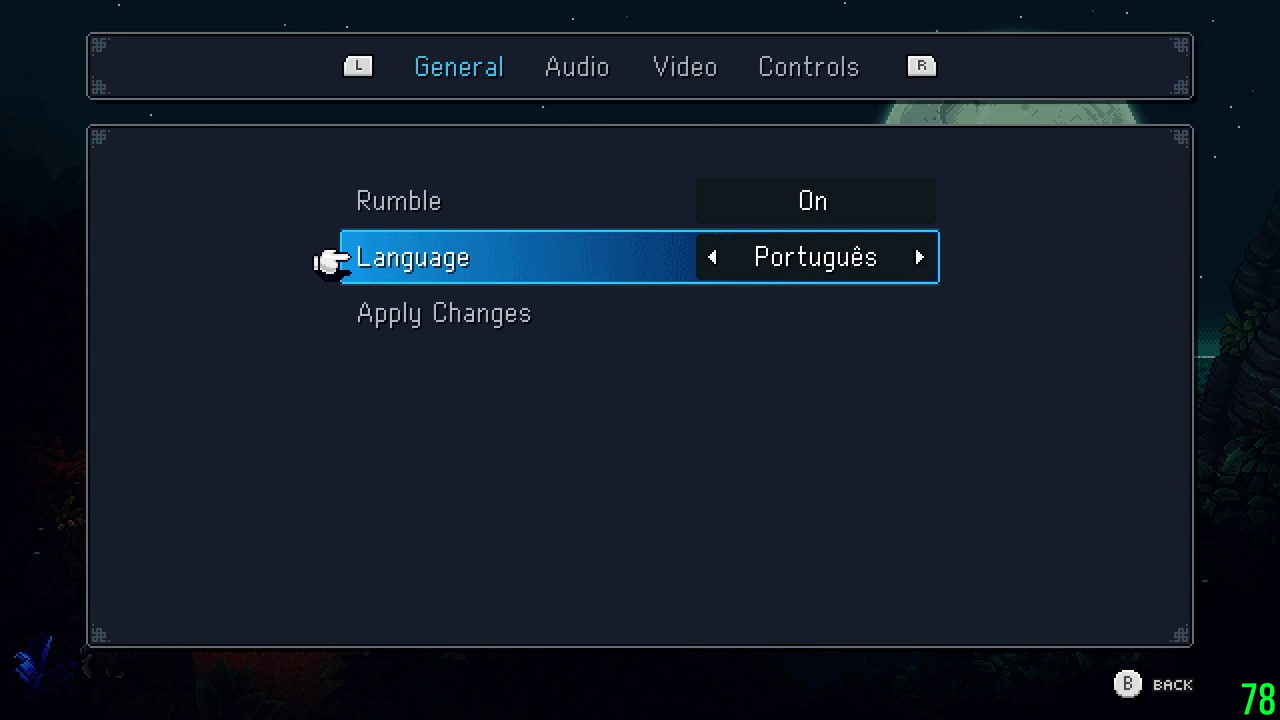 L General Audio Video Controls R
Rumble On
Language Português
Apply Changes
B BACK
78